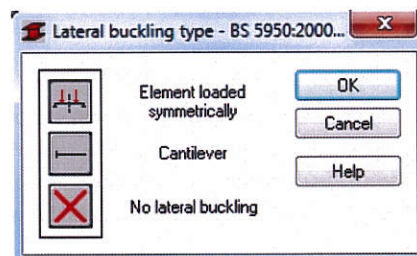 Lateral buckling type - BS 5950:2000...
Element loaded
symmetrically
Cantilever
No lateral buckling
OK
Cancel
Help